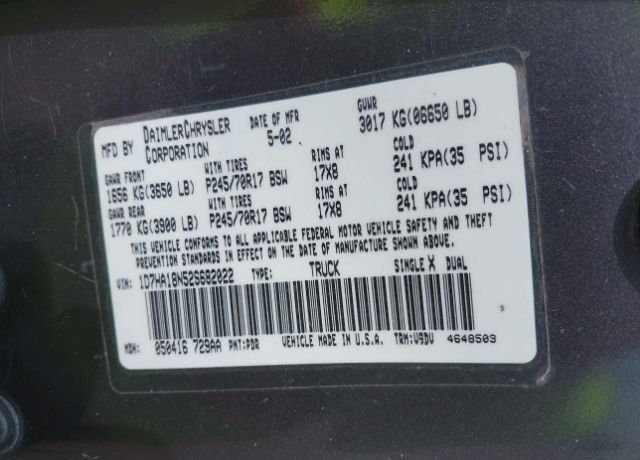 MFD BY DAIMLERCHRYSLER CORPORATION DATE OF MFR 5-02 GVWR 3017 KG(06650 LB)
GAWR FRONT WITH TIRES RIMS AT COLD
1656 KG(3650 LB) P245/70R17 BSW 17X8 241 KPA(35 PSI)
GAWR REAR WITH TIRES RIMS AT COLD
1770 KG(3900 LB) P245/70R17 BSW 17X8 241 KPA(35 PSI)
THIS VEHICLE CONFORMS TO ALL APPLICABLE FEDERAL MOTOR VEHICLE SAFETY AND THEFT
PREVENTION STANDARDS IN EFFECT ON THE DATE OF MANUFACTURE SHOWN ABOVE.
VIN: 1D7HA18N52S682022 TYPE: TRUCK SINGLE X DUAL
MDH: 050416 729AA PNT:PDR VEHICLE MADE IN U.S.A. TRM:V9DV 4648503